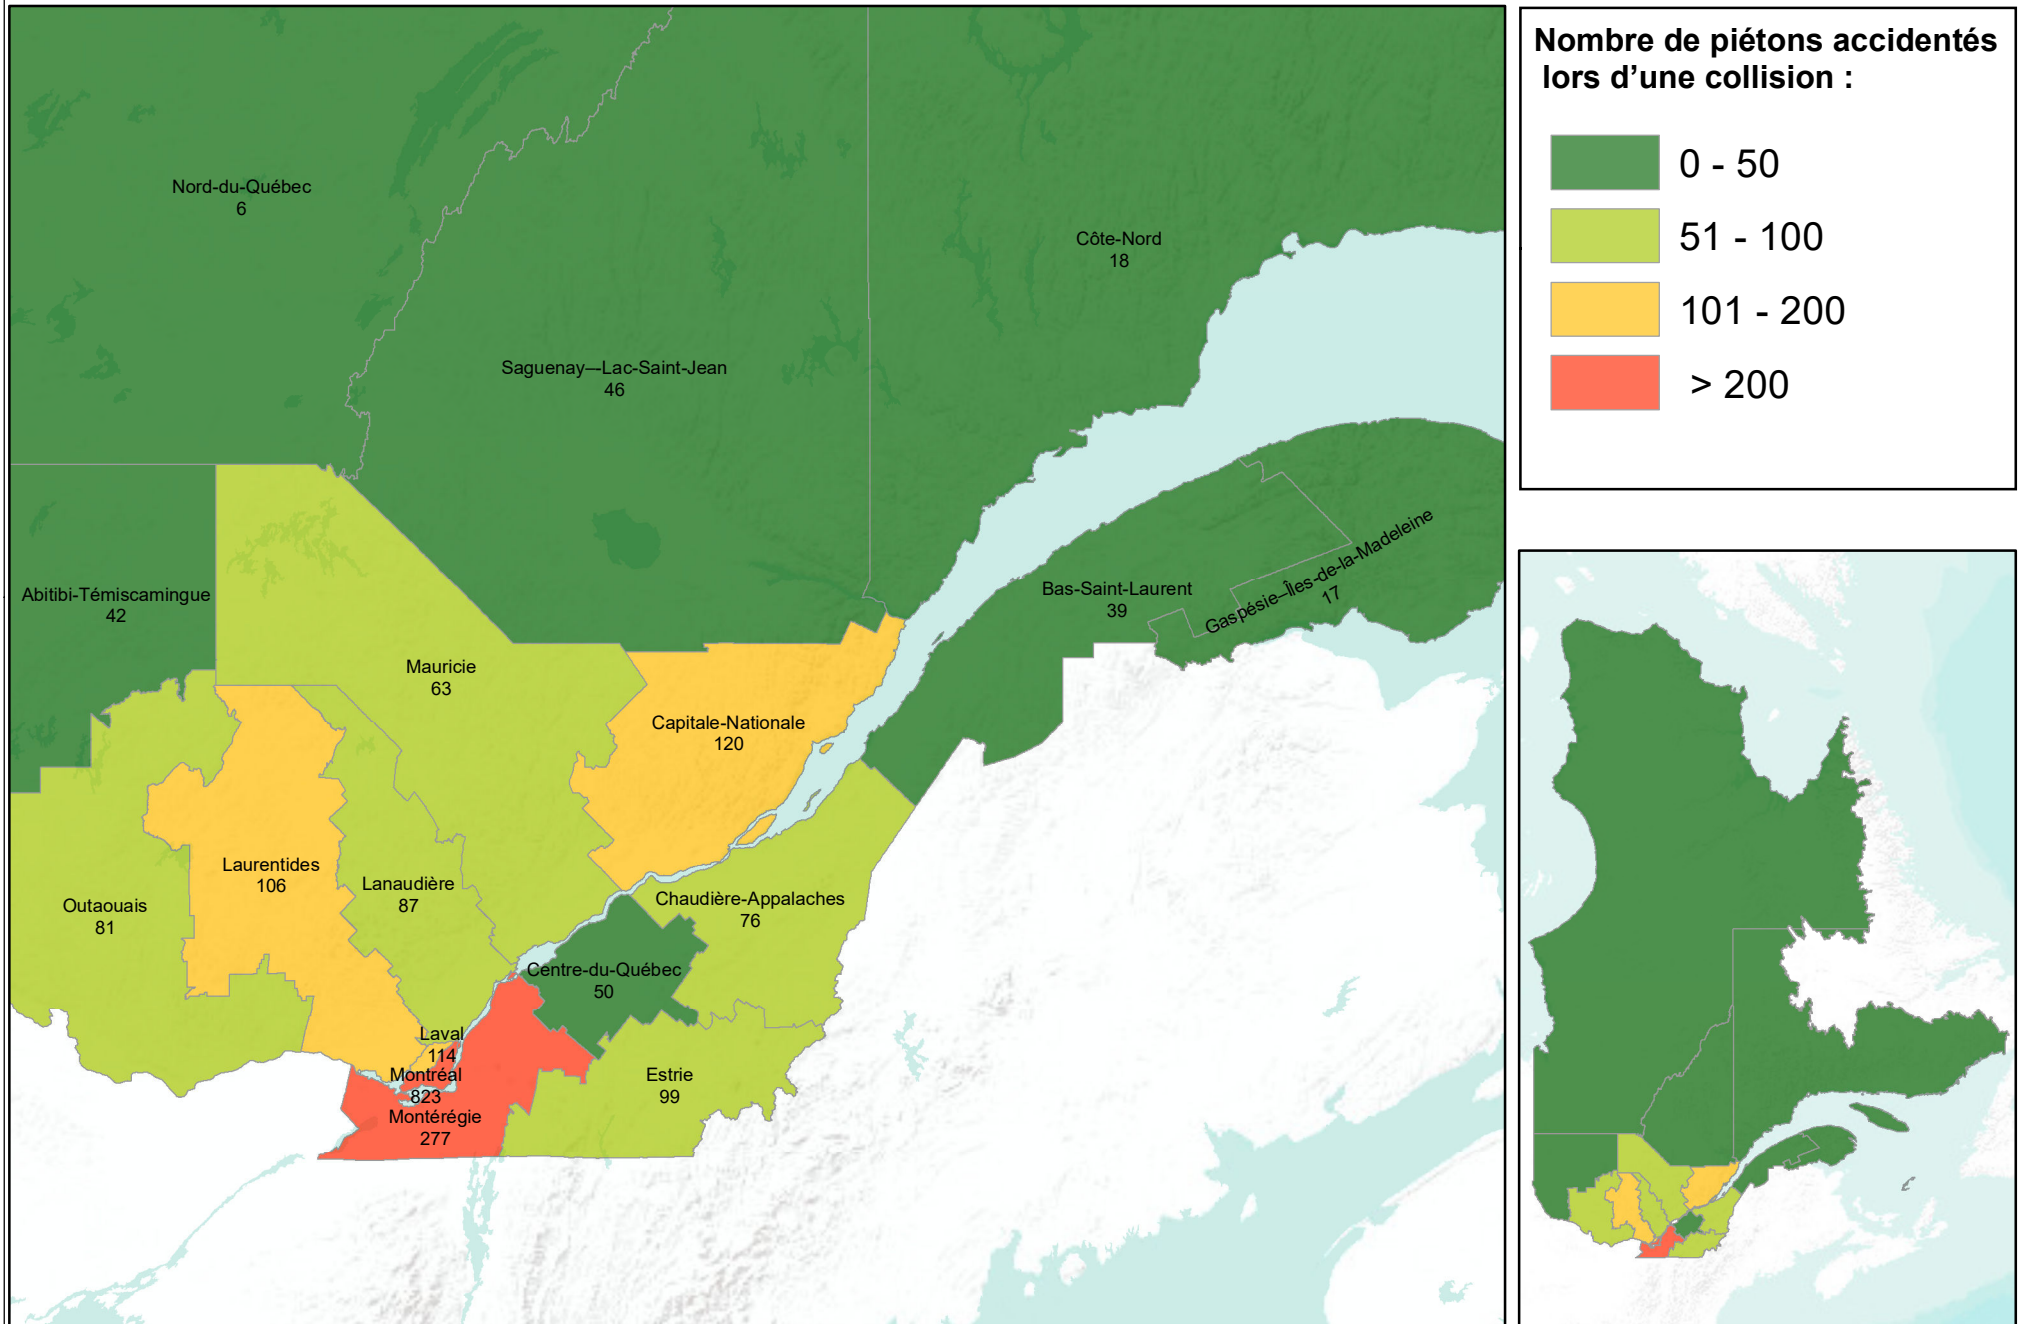 Nombre de piétons accidentés
lors d’une collision :
0 - 50
51 - 100
101 - 200
> 200
Nord-du-Québec
6
Côte-Nord
18
Saguenay--Lac-Saint-Jean
46
Abitibi-Témiscamingue
42
Bas-Saint-Laurent
39
Gaspésie–Îles-de-la-Madeleine
17
Mauricie
63
Capitale-Nationale
120
Laurentides
106
Lanaudière
87
Outaouais
81
Chaudière-Appalaches
76
Centre-du-Québec
50
Laval
114
Montréal
823
Montérégie
277
Estrie
99